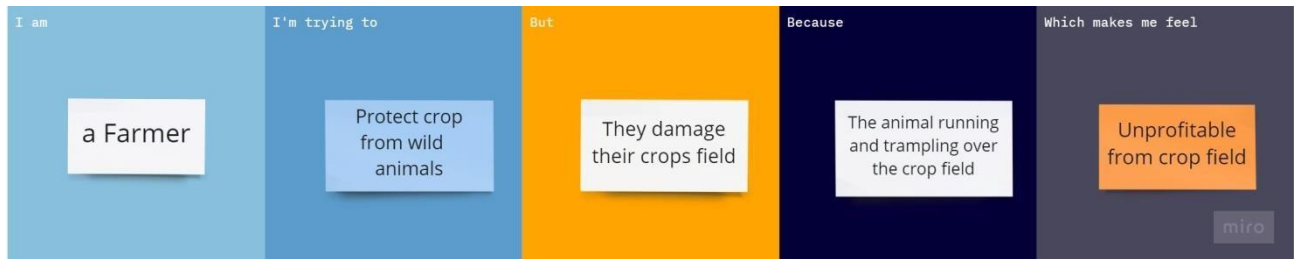 I am
a Farmer
I'm trying to
Protect crop
from wild
animals
But
They damage
their crops field
Because
The animal running
and trampling over
the crop field
Which makes me feel
Unprofitable
from crop field
miro